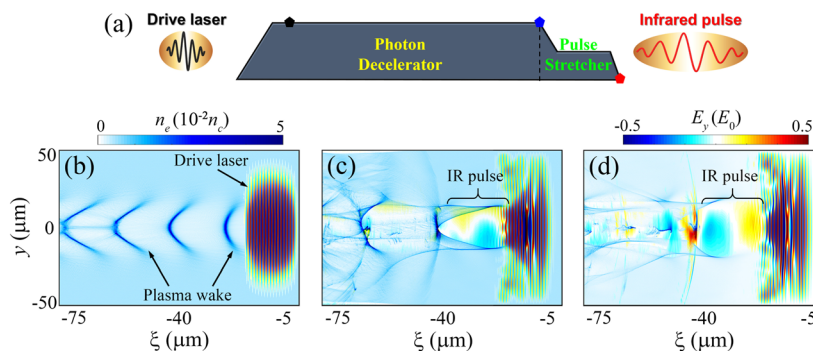 (a)
Drive laser
Infrared pulse
Photon
Decelerator
Pulse
Stretcher
n_e (10^-2 n_c)
0
5
E_y (E_0)
-0.5
0.5
(b)
Drive laser
Plasma wake
(c)
IR pulse
(d)
IR pulse
50
0
-50
y (μm)
-75
-40
-5
ξ (μm)
-75
-40
-5
ξ (μm)
-75
-40
-5
ξ (μm)